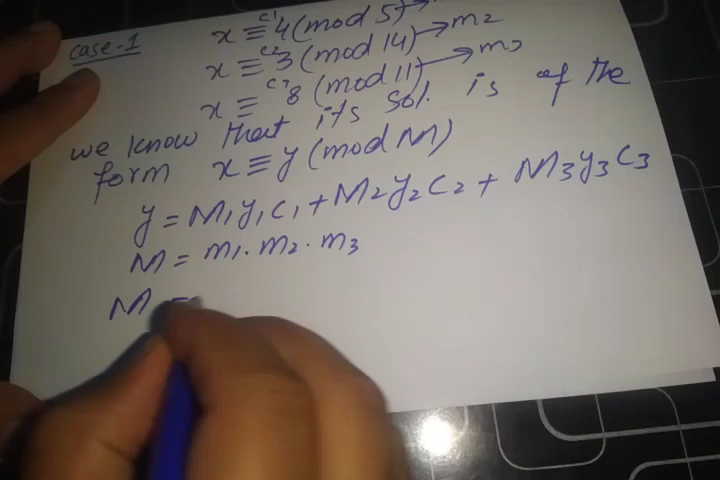 case-1
c1
x ≡ 4 (mod 5) →
c2
x ≡ 3 (mod 14) → m2
c3
x ≡ 8 (mod 11) → m3
we know that its sol. is of the
form x ≡ y (mod M)
y = M1y1c1 + M2y2c2 + M3y3c3
M = m1. m2. m3
M =